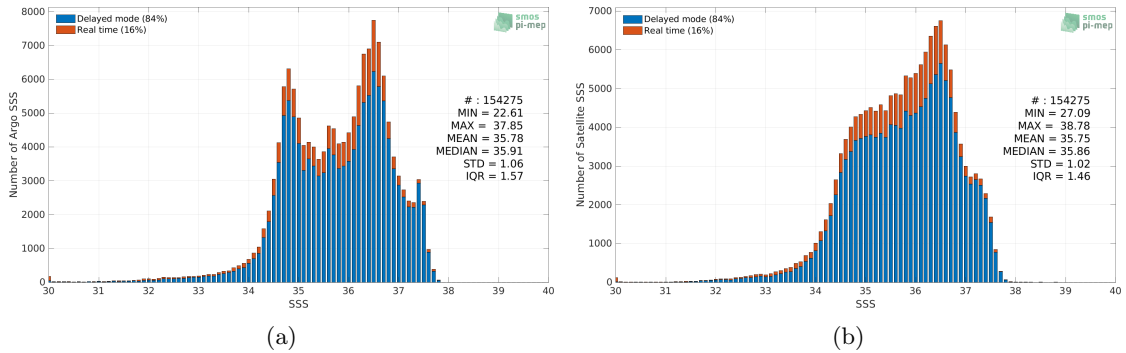 Delayed mode (84%)
Real time (16%)
smos
pi-mep
8000
7000
6000
5000
4000
3000
2000
1000
0
Number of Argo SSS
# : 154275
MIN = 22.61
MAX = 37.85
MEAN = 35.78
MEDIAN = 35.91
STD = 1.06
IQR = 1.57
30 31 32 33 34 35 36 37 38 39 40
SSS
(a)
Delayed mode (84%)
Real time (16%)
smos
pi-mep
7000
6000
5000
4000
3000
2000
1000
0
Number of Satellite SSS
# : 154275
MIN = 27.09
MAX = 38.78
MEAN = 35.75
MEDIAN = 35.86
STD = 1.02
IQR = 1.46
30 31 32 33 34 35 36 37 38 39 40
SSS
(b)